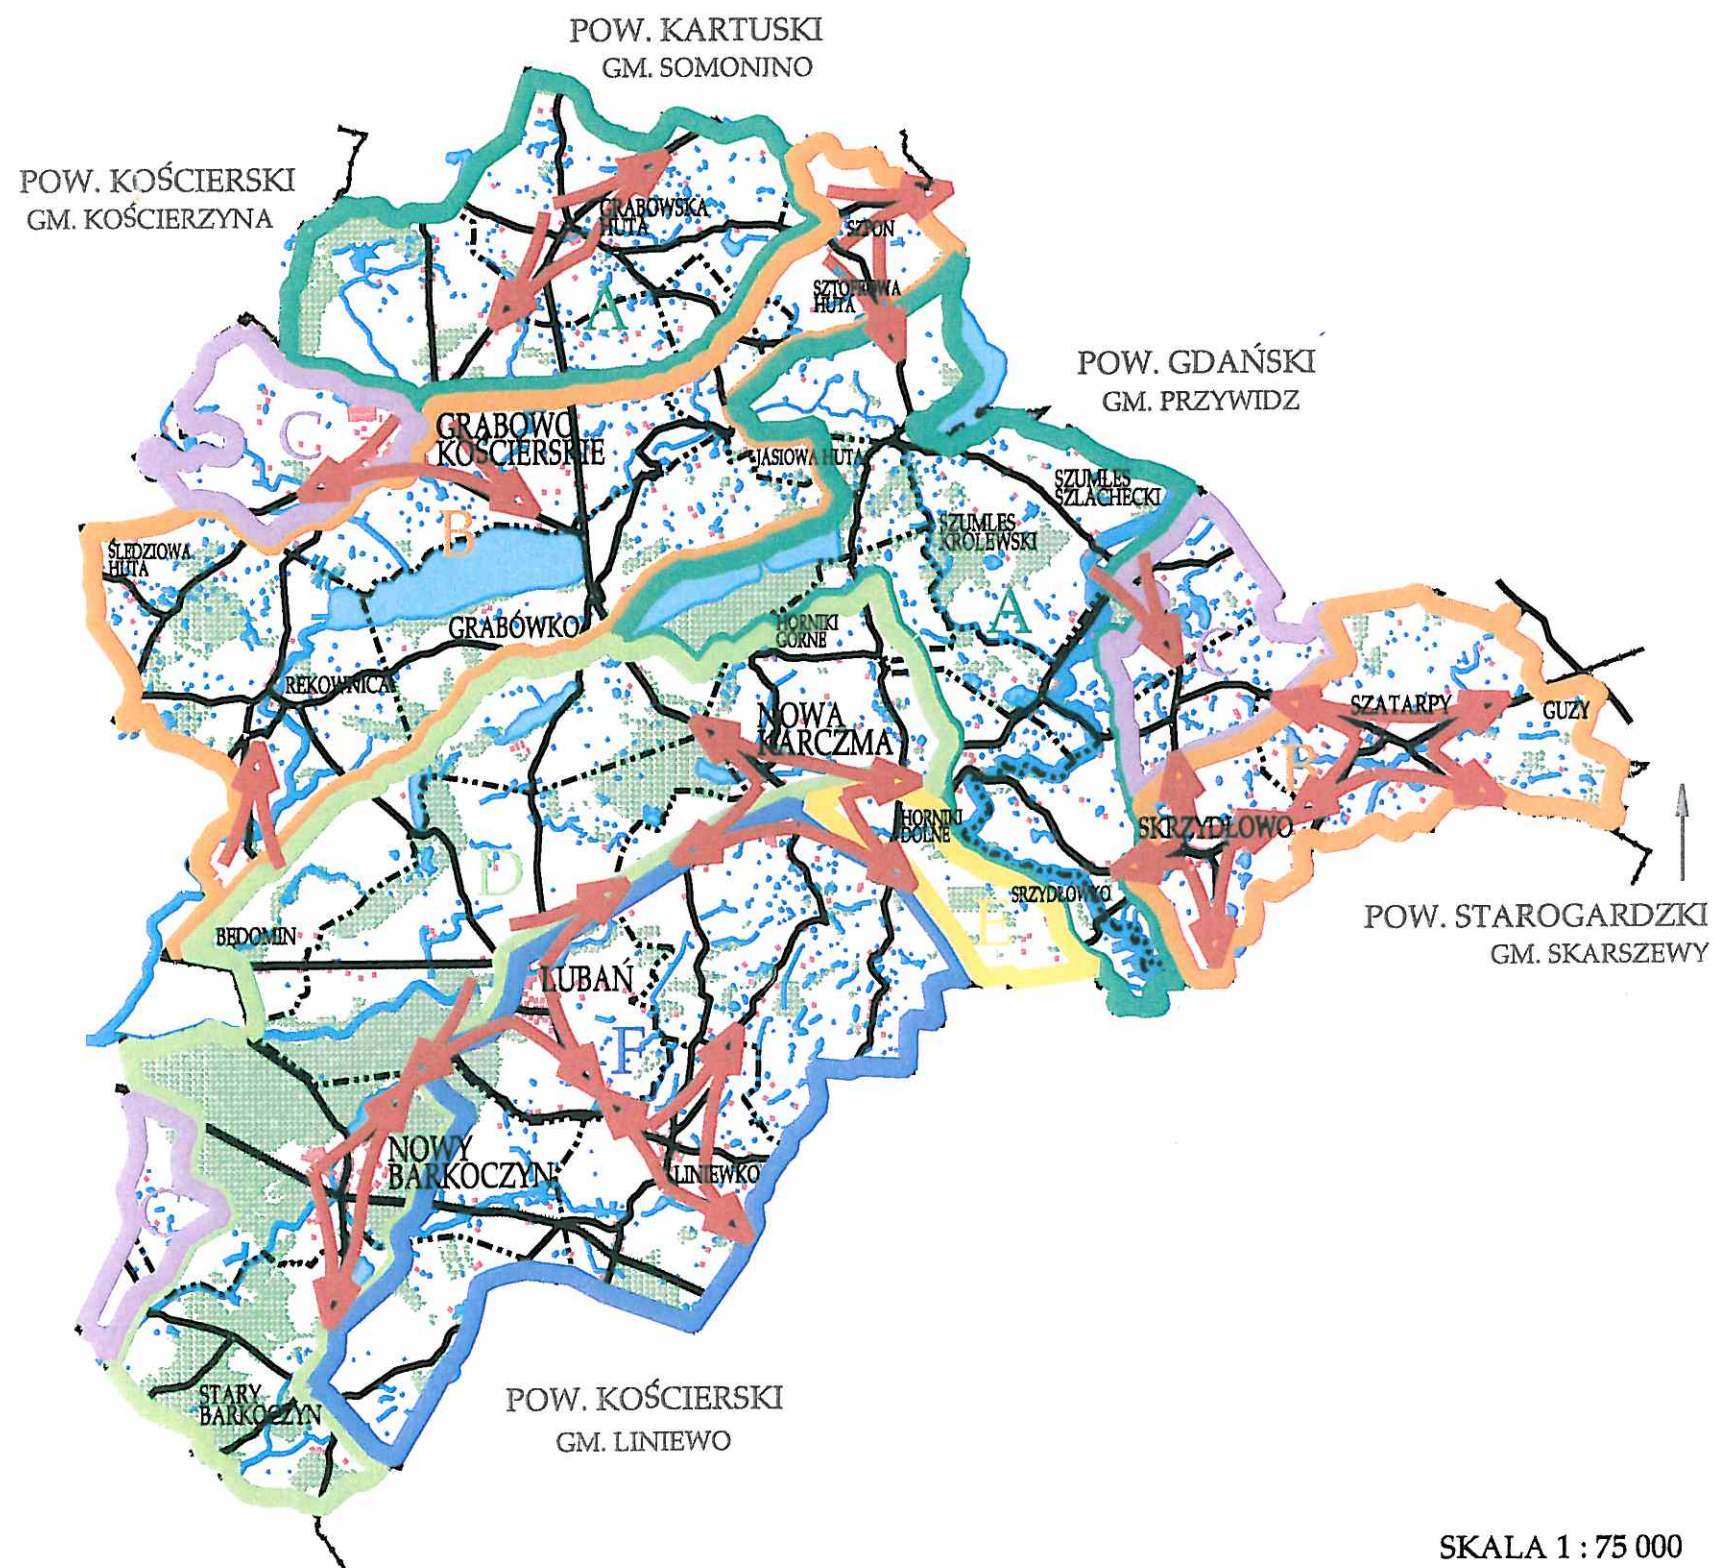 POW. KARTUSKI
GM. SOMONINO
POW. KOŚCIERSKI
GM. KOŚCIERZYNA
GRABOWSKA
HUTA
SZTON
SZTOFROWA
HUTA
A
POW. GDAŃSKI
GM. PRZYWIDZ
C
GRABOWO
KOŚCIERSKIE
JASIOWA HUTA
SZUMLES
SZLACHECKI
B
SZUMLES
KRÓLEWSKI
ŚLEDZIOWA
HUTA
A
GRABÓWKO
HORNIKI
GÓRNE
C
REKOWNICA
NOWA
KARCZMA
SZATARPY
GUZY
B
HORNIKI
DOLNE
SKRZYDŁOWO
D
SRZYDŁOWKO
E
BĘDOMIN
POW. STAROGARDZKI
GM. SKARSZEWY
LUBAŃ
F
NOWY
BARKOCZYN
LINIEWKO
C
STARY
BARKOCZYN
POW. KOŚCIERSKI
GM. LINIEWO
SKALA 1 : 75 000